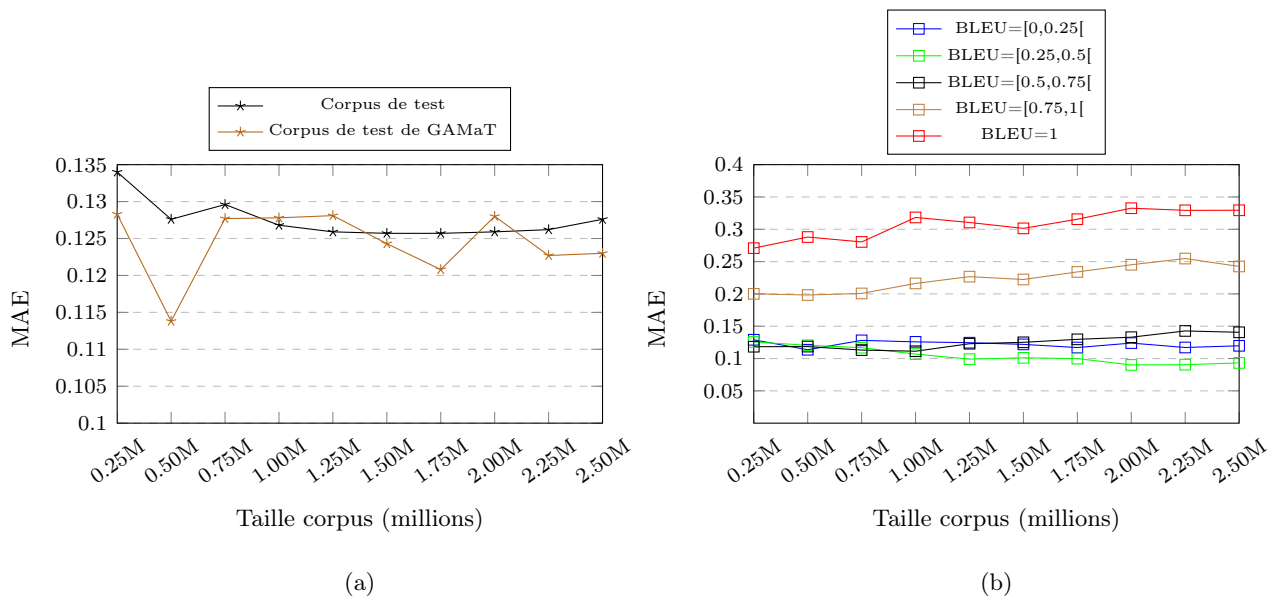 Corpus de test
Corpus de test de GAMaT
0.135
0.13
0.125
0.12
0.115
0.11
0.105
0.1
MAE
0.25M
0.50M
0.75M
1.00M
1.25M
1.50M
1.75M
2.00M
2.25M
2.50M
Taille corpus (millions)
(a)
BLEU=[0,0.25[
BLEU=[0.25,0.5[
BLEU=[0.5,0.75[
BLEU=[0.75,1[
BLEU=1
0.4
0.35
0.3
0.25
0.2
0.15
0.1
0.05
MAE
0.25M
0.50M
0.75M
1.00M
1.25M
1.50M
1.75M
2.00M
2.25M
2.50M
Taille corpus (millions)
(b)